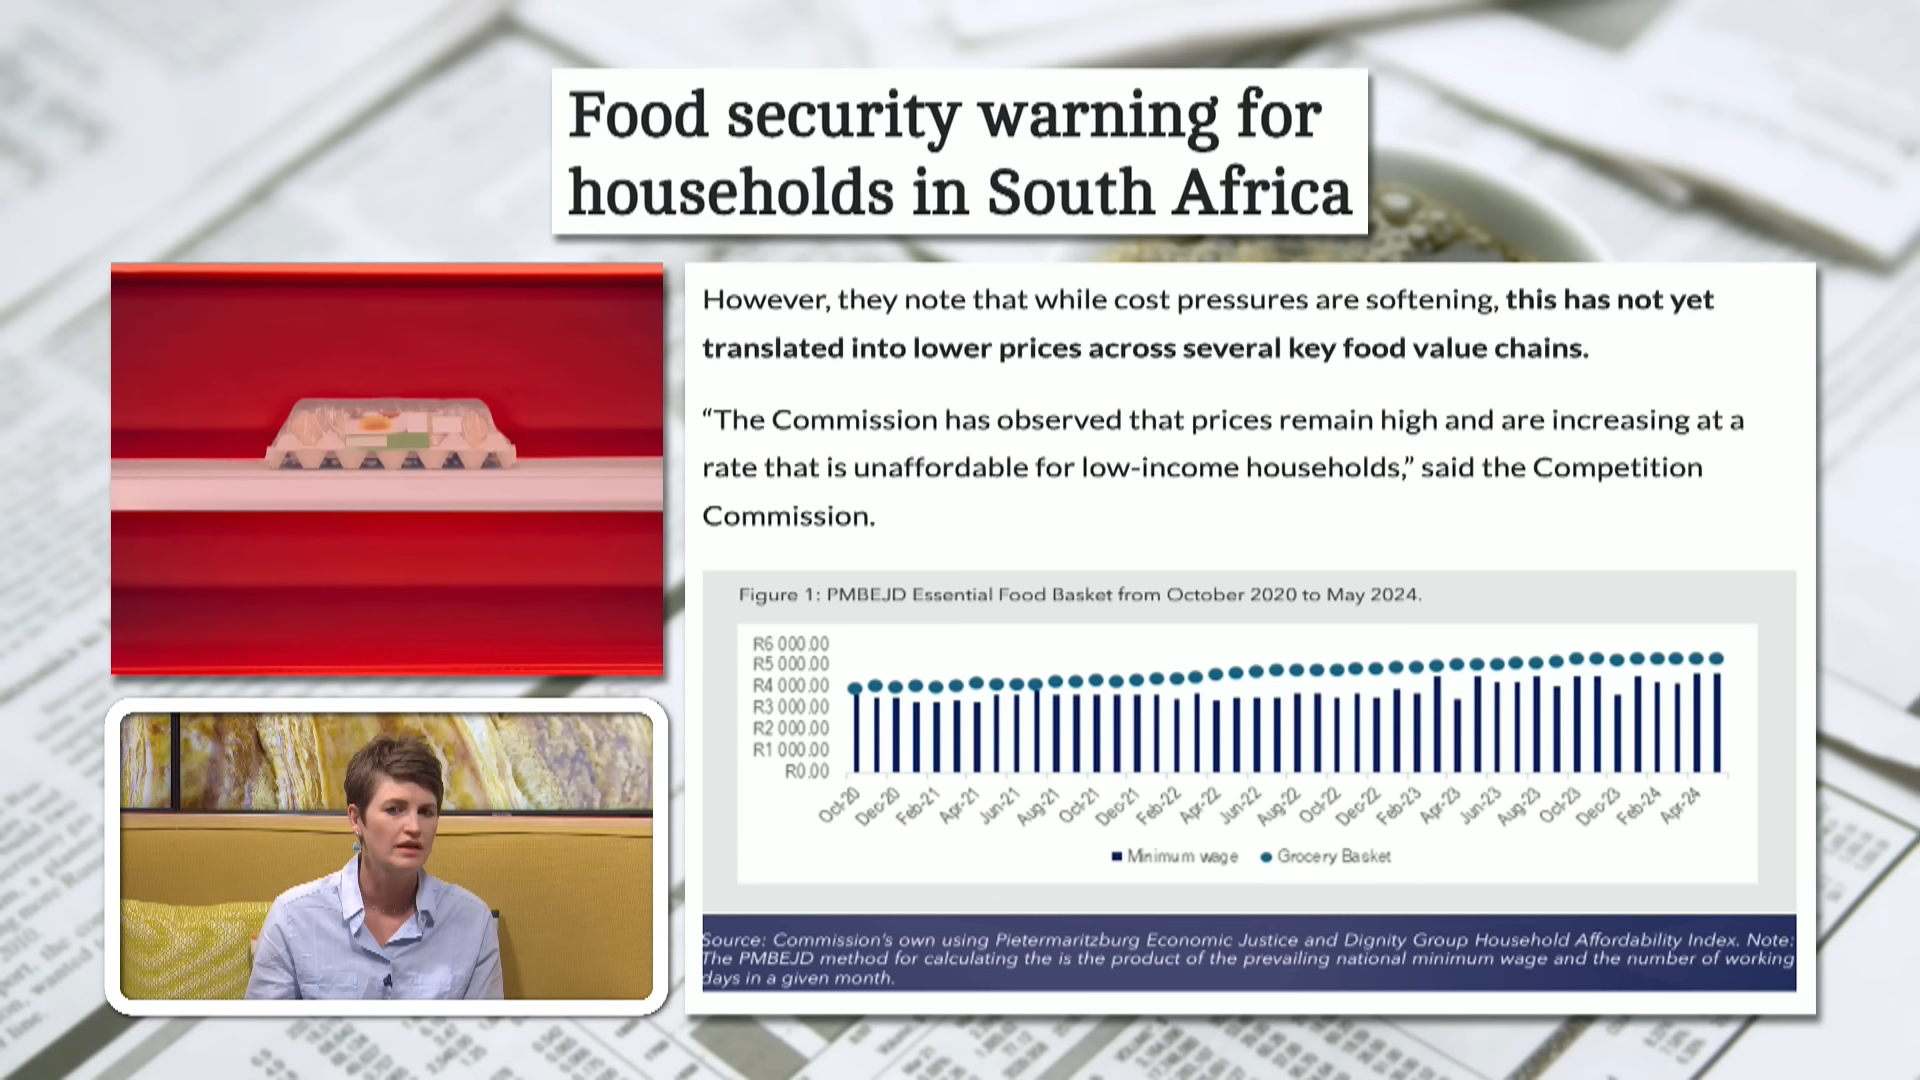 Food security warning for
households in South Africa
However, they note that while cost pressures are softening, this has not yet
translated into lower prices across several key food value chains.
“The Commission has observed that prices remain high and are increasing at a
rate that is unaffordable for low-income households,” said the Competition
Commission.
Figure 1: PMBEJD Essential Food Basket from October 2020 to May 2024.
R6 000.00
R5 000.00
R4 000.00
R3 000.00
R2 000.00
R1 000.00
R0.00
Oct-20 Dec-20 Feb-21 Apr-21 Jun-21 Aug-21 Oct-21 Dec-21 Feb-22 Apr-22 Jun-22 Aug-22 Oct-22 Dec-22 Feb-23 Apr-23 Jun-23 Aug-23 Oct-23 Dec-23 Feb-24 Apr-24
Minimum wage Grocery Basket
Source: Commission's own using Pietermaritzburg Economic Justice and Dignity Group Household Affordability Index. Note:
The PMBEJD method for calculating the is the product of the prevailing national minimum wage and the number of working
days in a given month.